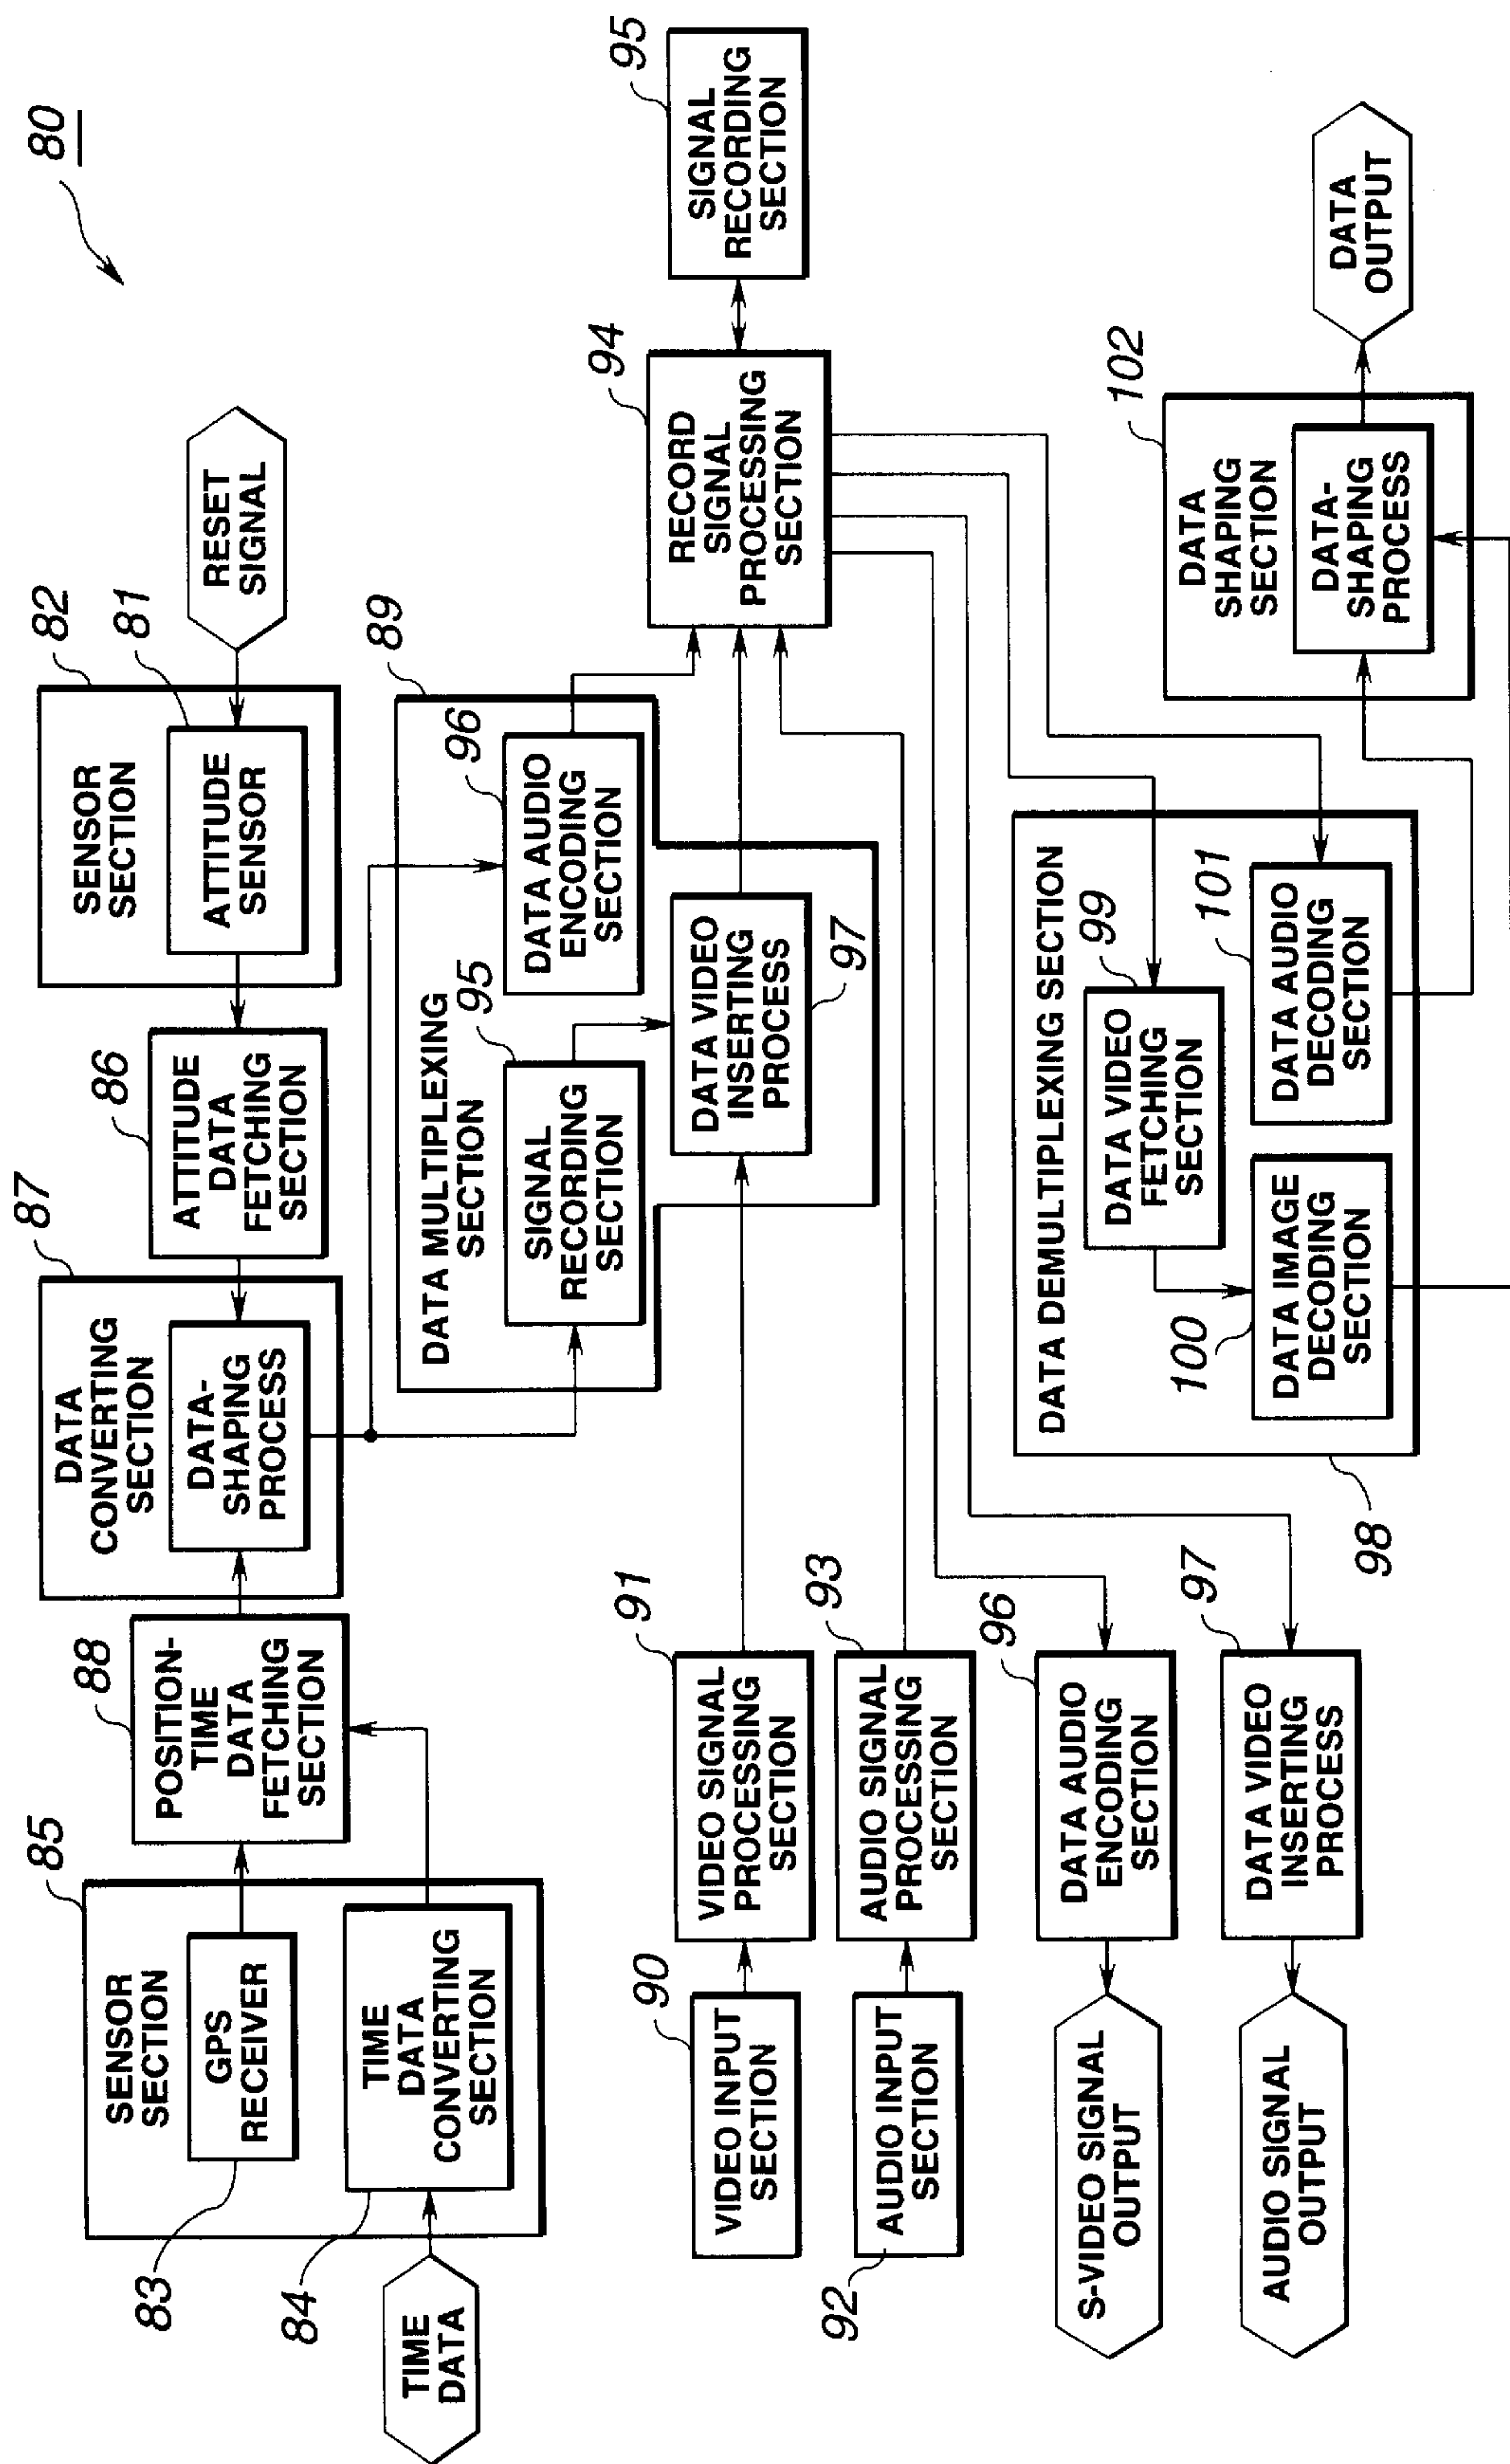 80
TIME
DATA
85
SENSOR
SECTION
83
GPS
RECEIVER
84
TIME
DATA
CONVERTING
SECTION
88
POSITION-
TIME
DATA
FETCHING
SECTION
87
DATA
CONVERTING
SECTION
DATA-
SHAPING
PROCESS
86
ATTITUDE
DATA
FETCHING
SECTION
82
SENSOR
SECTION
81
ATTITUDE
SENSOR
RESET
SIGNAL
89
DATA MULTIPLEXING
SECTION
95
SIGNAL
RECORDING
SECTION
96
DATA AUDIO
ENCODING
SECTION
DATA VIDEO
INSERTING
PROCESS
97
90
VIDEO INPUT
SECTION
91
VIDEO SIGNAL
PROCESSING
SECTION
92
AUDIO INPUT
SECTION
93
AUDIO SIGNAL
PROCESSING
SECTION
94
RECORD
SIGNAL
PROCESSING
SECTION
95
SIGNAL
RECORDING
SECTION
S-VIDEO SIGNAL
OUTPUT
96
DATA AUDIO
ENCODING
SECTION
AUDIO SIGNAL
OUTPUT
97
DATA VIDEO
INSERTING
PROCESS
98
DATA DEMULTIPLEXING SECTION
99
DATA VIDEO
FETCHING
SECTION
100
DATA IMAGE
DECODING
SECTION
101
DATA AUDIO
DECODING
SECTION
102
DATA
SHAPING
SECTION
DATA-
SHAPING
PROCESS
DATA
OUTPUT